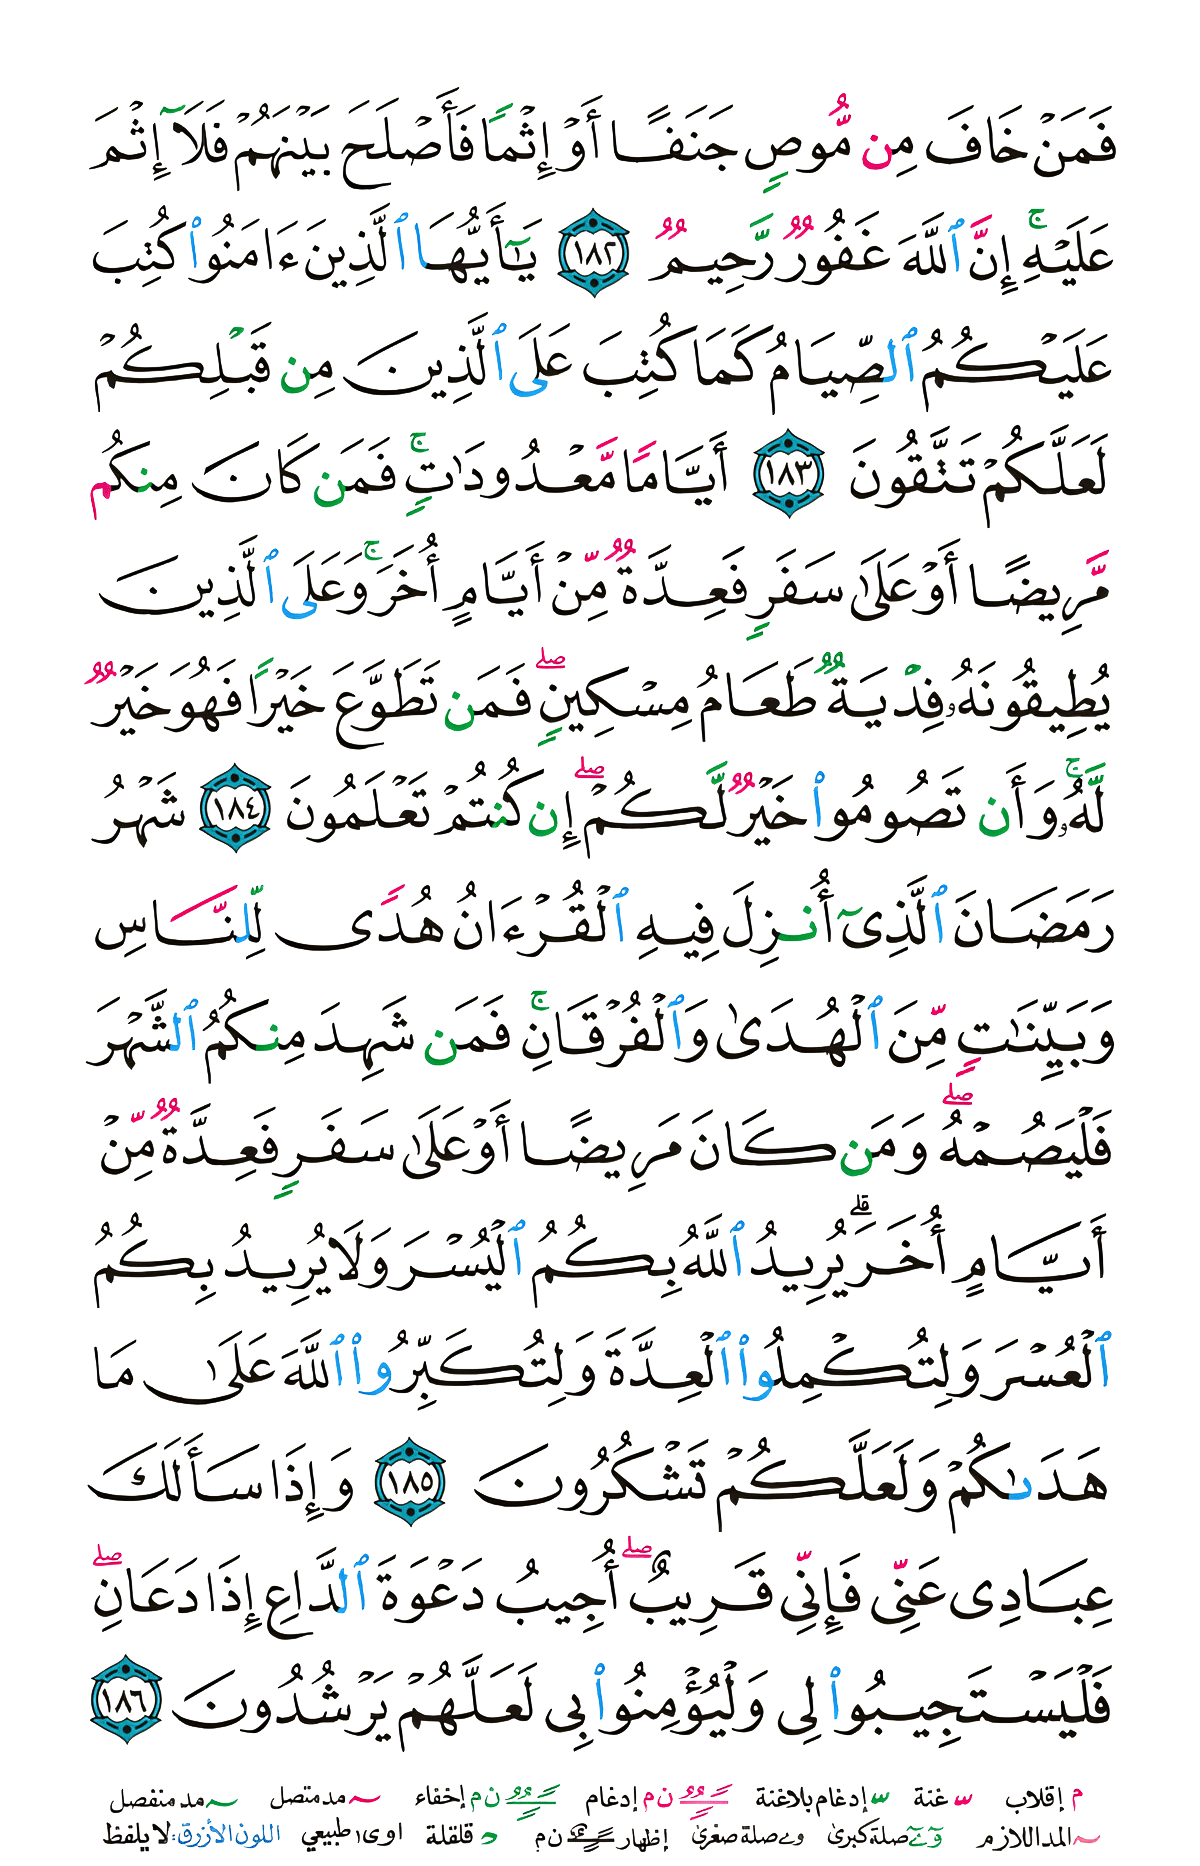 فَمَنْ خَافَ مِن مُّوصٍ جَنَفًا أَوْ إِثْمًا فَأَصْلَحَ بَيْنَهُمْ فَلَآ إِثْمَ
عَلَيْهِ ۚ إِنَّ ٱللَّهَ غَفُورٌ رَّحِيمٌ ١٨٢ يَـٰٓأَيُّهَا ٱلَّذِينَ ءَامَنُوا۟ كُتِبَ
عَلَيْكُمُ ٱلصِّيَامُ كَمَا كُتِبَ عَلَى ٱلَّذِينَ مِن قَبْلِكُمْ
لَعَلَّكُمْ تَتَّقُونَ ١٨٣ أَيَّامًا مَّعْدُودَٰتٍ ۚ فَمَن كَانَ مِنكُم
مَّرِيضًا أَوْ عَلَىٰ سَفَرٍ فَعِدَّةٌ مِّنْ أَيَّامٍ أُخَرَ ۚ وَعَلَى ٱلَّذِينَ
يُطِيقُونَهُۥ فِدْيَةٌ طَعَامُ مِسْكِينٍ ۖ فَمَن تَطَوَّعَ خَيْرًا فَهُوَ خَيْرٌ
لَّهُۥ ۚ وَأَن تَصُومُوا۟ خَيْرٌ لَّكُمْ ۖ إِن كُنتُمْ تَعْلَمُونَ ١٨٤ شَهْرُ
رَمَضَانَ ٱلَّذِىٓ أُنزِلَ فِيهِ ٱلْقُرْءَانُ هُدًى لِّلنَّاسِ
وَبَيِّنَـٰتٍ مِّنَ ٱلْهُدَىٰ وَٱلْفُرْقَانِ ۚ فَمَن شَهِدَ مِنكُمُ ٱلشَّهْرَ
فَلْيَصُمْهُ ۖ وَمَن كَانَ مَرِيضًا أَوْ عَلَىٰ سَفَرٍ فَعِدَّةٌ مِّنْ
أَيَّامٍ أُخَرَ ۗ يُرِيدُ ٱللَّهُ بِكُمُ ٱلْيُسْرَ وَلَا يُرِيدُ بِكُمُ
ٱلْعُسْرَ وَلِتُكْمِلُوا۟ ٱلْعِدَّةَ وَلِتُكَبِّرُوا۟ ٱللَّهَ عَلَىٰ مَا
هَدَىٰكُمْ وَلَعَلَّكُمْ تَشْكُرُونَ ١٨٥ وَإِذَا سَأَلَكَ
عِبَادِى عَنِّى فَإِنِّى قَرِيبٌ ۖ أُجِيبُ دَعْوَةَ ٱلدَّاعِ إِذَا دَعَانِ ۖ
فَلْيَسْتَجِيبُوا۟ لِى وَلْيُؤْمِنُوا۟ بِى لَعَلَّهُمْ يَرْشُدُونَ ١٨٦
م إقلاب غنة إدغام بلاغنة ن م إدغام ن م إخفاء مد متصل مد منفصل
المد اللازم صلة كبرى و ے صلة صغرى إظهار ن م قلقلة اوى طبيعي اللون الأزرق: لا يلفظ